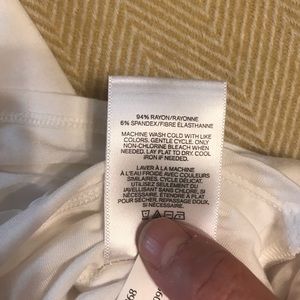 94% RAYON/RAYONNE
6% SPANDEX/FIBRE ÉLASTHANNE
MACHINE WASH COLD WITH LIKE
COLORS, GENTLE CYCLE. ONLY
NON-CHLORINE BLEACH WHEN
NEEDED. LAY FLAT TO DRY. COOL
IRON IF NEEDED.
LAVER À LA MACHINE
À L'EAU FROIDE AVEC COULEURS
SIMILAIRES, CYCLE DÉLICAT.
UTILISEZ SEULEMENT DU
JAVELLISANT SANS CHLORE SI
NÉCESSAIRE. ÉTENDRE À PLAT
POUR SÉCHER. REPASSAGE DOUX
SI NÉCESSAIRE.